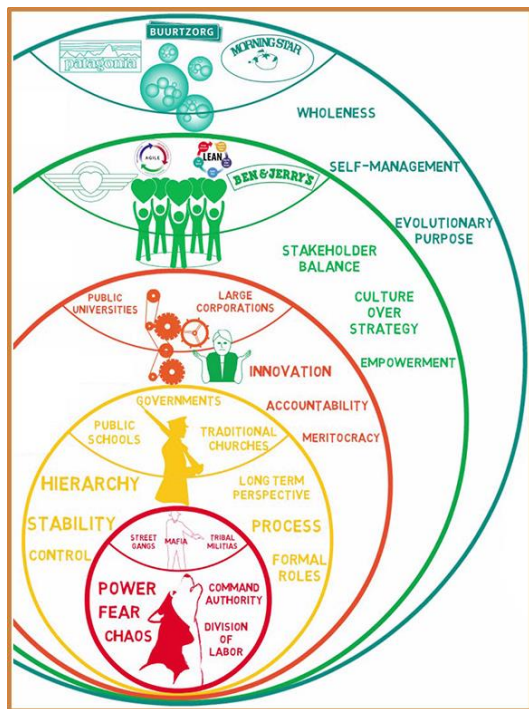 BUURTZORG
patagonia
MORNING STAR
WHOLENESS
SELF-MANAGEMENT
EVOLUTIONARY
PURPOSE
AGILE
LEAN
BEN & JERRY'S
STAKEHOLDER
BALANCE
CULTURE
OVER
STRATEGY
EMPOWERMENT
PUBLIC
UNIVERSITIES
LARGE
CORPORATIONS
INNOVATION
ACCOUNTABILITY
MERITOCRACY
GOVERNMENTS
PUBLIC
SCHOOLS
TRADITIONAL
CHURCHES
HIERARCHY
STABILITY
CONTROL
LONG TERM
PERSPECTIVE
PROCESS
FORMAL
ROLES
STREET
GANGS
MAFIA
TRIBAL
MILITIAS
POWER
FEAR
CHAOS
COMMAND
AUTHORITY
DIVISION OF
LABOR